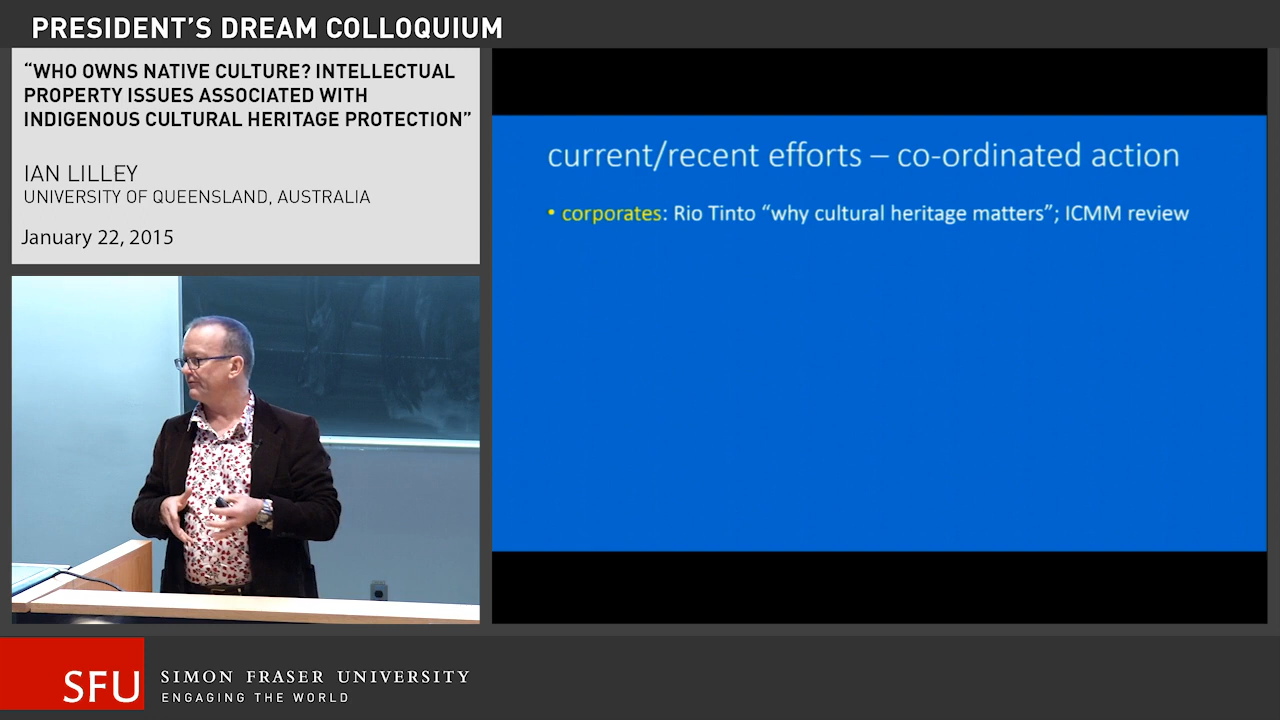 PRESIDENT’S DREAM COLLOQUIUM
“WHO OWNS NATIVE CULTURE? INTELLECTUAL
PROPERTY ISSUES ASSOCIATED WITH
INDIGENOUS CULTURAL HERITAGE PROTECTION”
IAN LILLEY
UNIVERSITY OF QUEENSLAND, AUSTRALIA
January 22, 2015
current/recent efforts – co-ordinated action
• corporates: Rio Tinto “why cultural heritage matters”; ICMM review
SFU
SIMON FRASER UNIVERSITY
ENGAGING THE WORLD